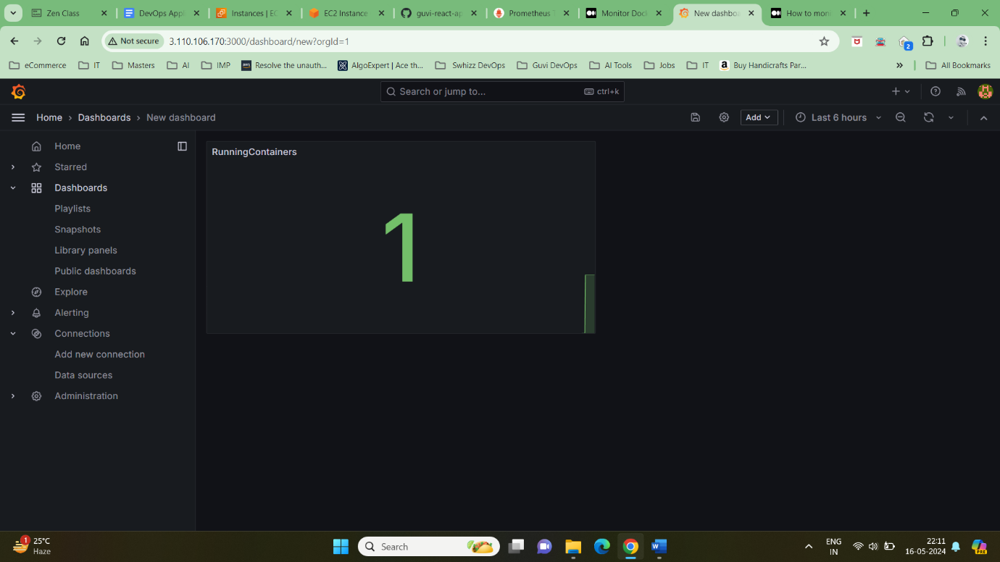 Zen Class
DevOps Appl
Instances | EC
EC2 Instance
guvi-react-ap
Prometheus T
Monitor Dock
New dashboa
How to moni
Not secure
3.110.106.170:3000/dashboard/new?orgId=1
2
eCommerce
IT
Masters
AI
IMP
Resolve the unauth...
AlgoExpert | Ace th...
Swhizz DevOps
Guvi DevOps
AI Tools
Jobs
IT
Buy Handicrafts Par...
»
All Bookmarks
Search or jump to...
ctrl+k
Home › Dashboards › New dashboard
Add
Last 6 hours
Home
Starred
Dashboards
Playlists
Snapshots
Library panels
Public dashboards
Explore
Alerting
Connections
Add new connection
Data sources
Administration
RunningContainers
1
1
25°C
Haze
Search
ENG
IN
22:11
16-05-2024
PRE